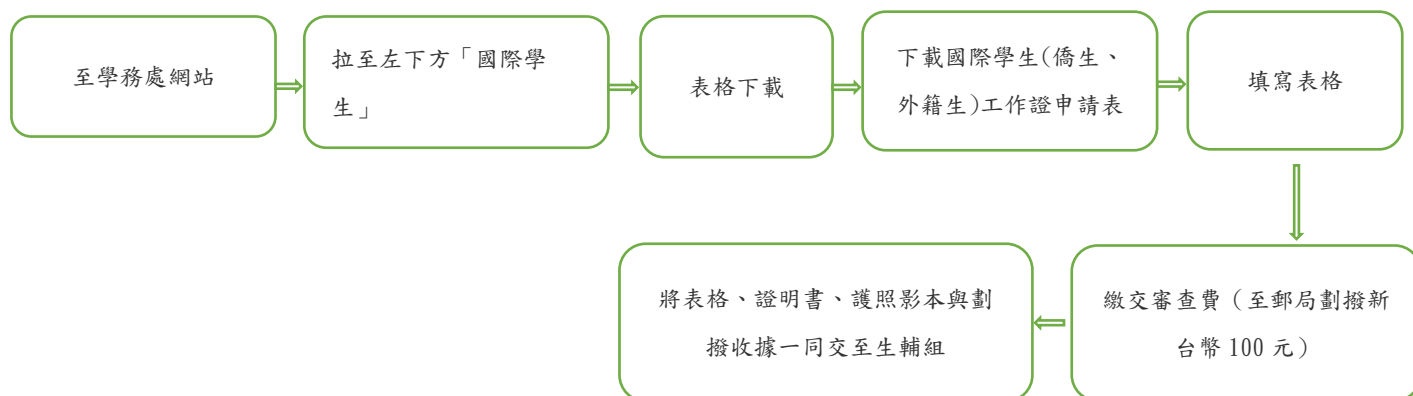 至學務處網站
拉至左下方「國際學
生」
表格下載
下載國際學生(僑生、
外籍生)工作證申請表
填寫表格
繳交審查費（至郵局劃撥新
台幣 100 元）
將表格、證明書、護照影本與劃
撥收據一同交至生輔組